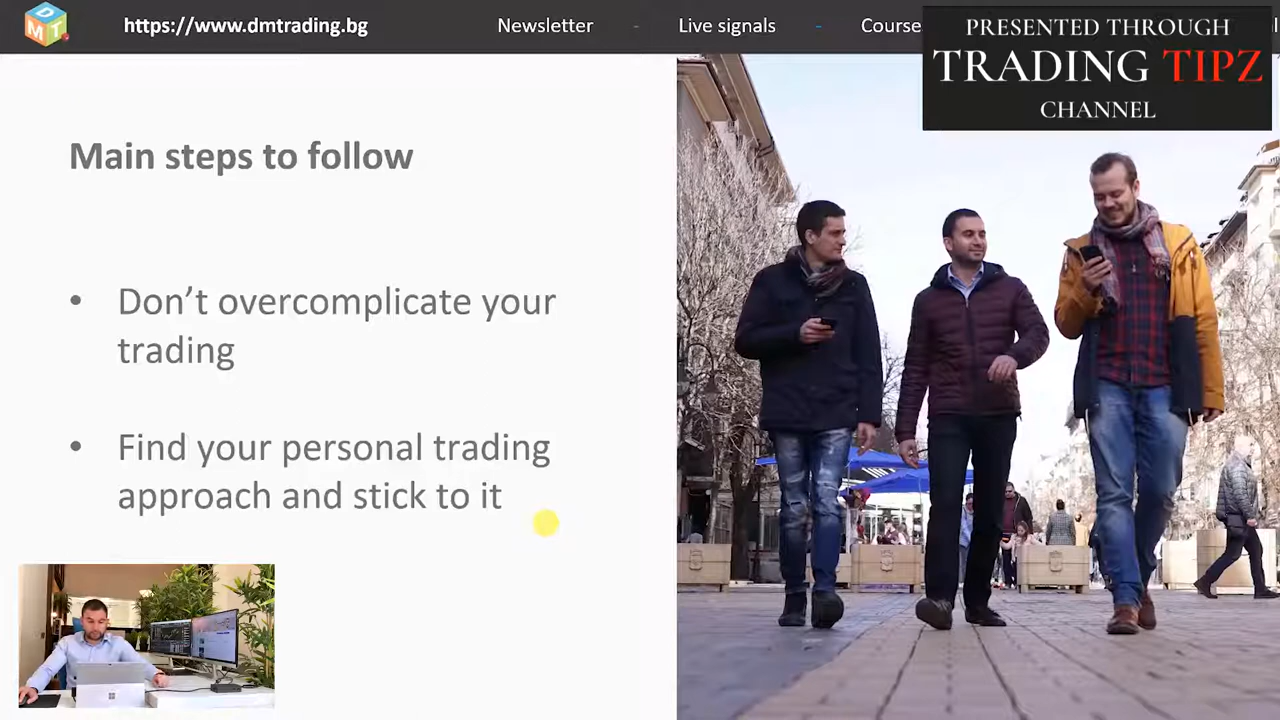 DMT
https://www.dmtrading.bg
Newsletter - Live signals - Course
PRESENTED THROUGH
TRADING TIPZ
CHANNEL
Main steps to follow
• Don’t overcomplicate your
trading
• Find your personal trading
approach and stick to it